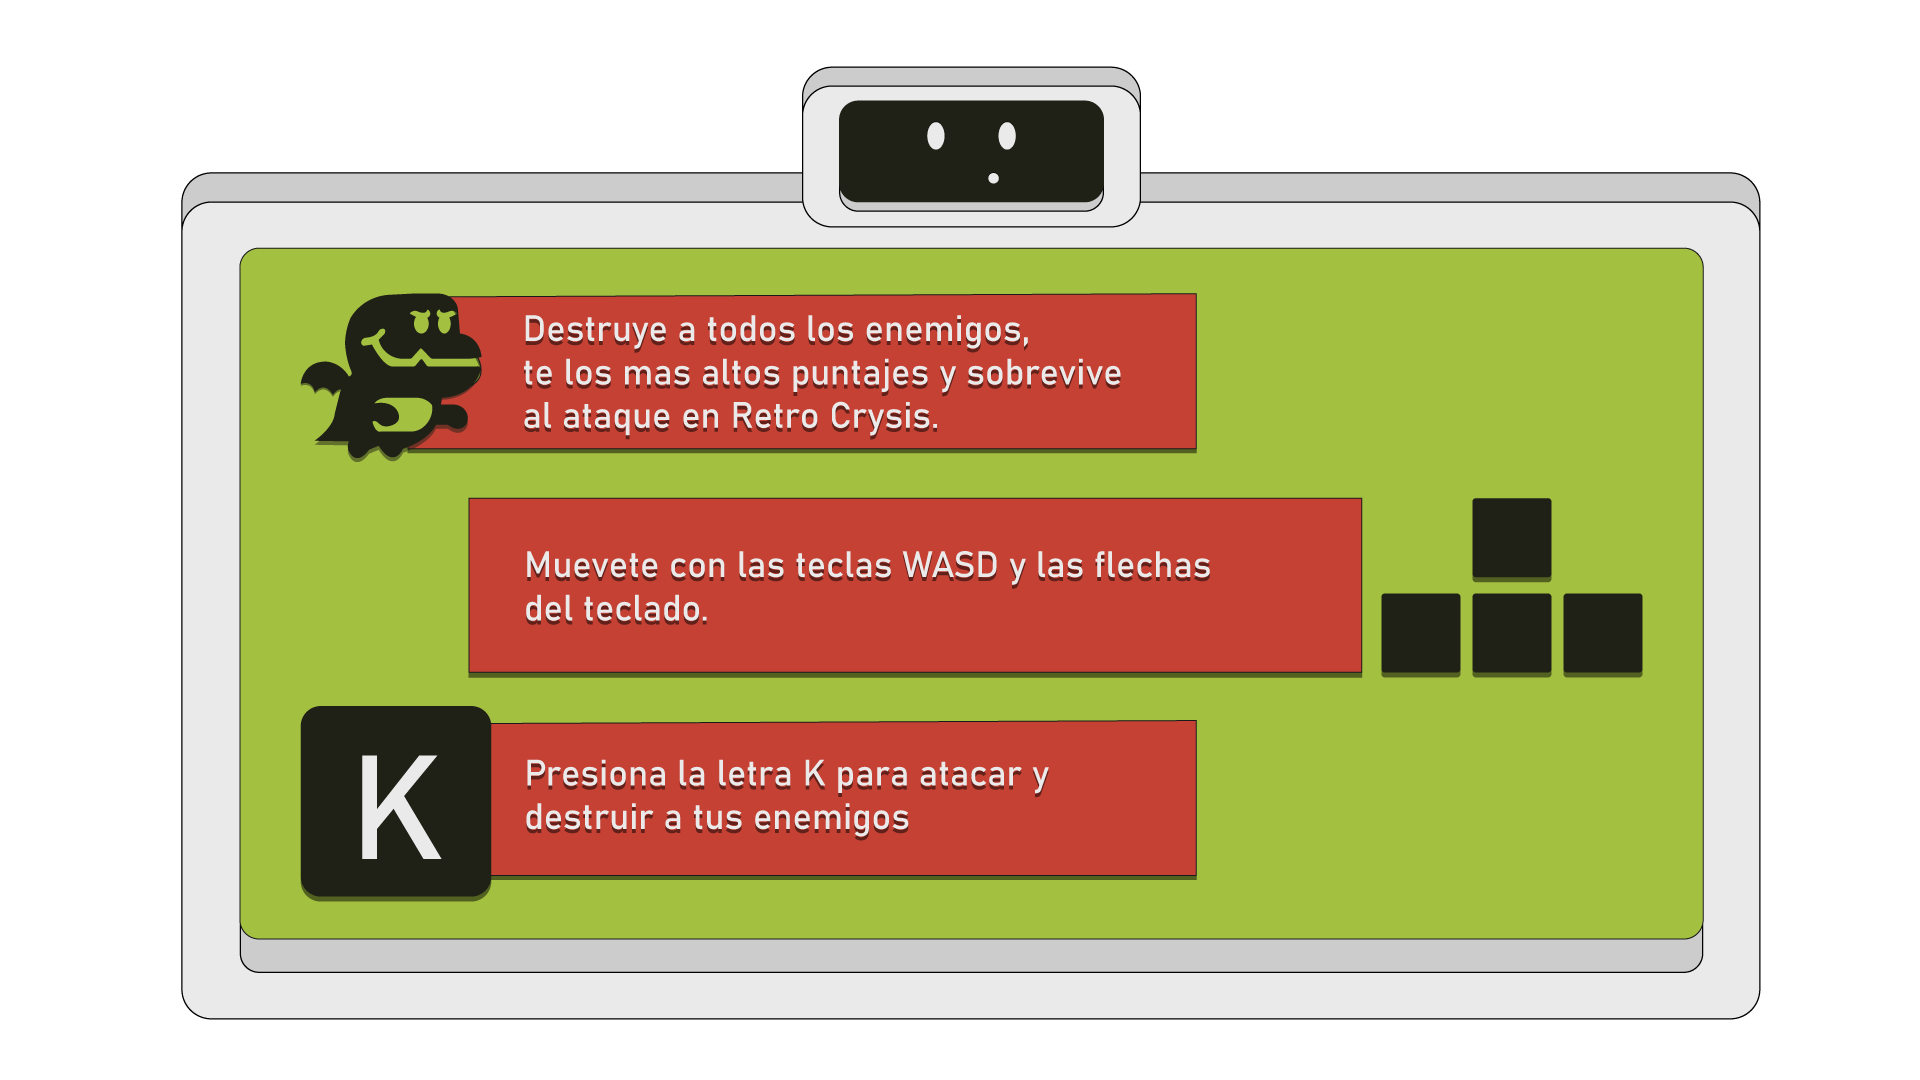 Destruye a todos los enemigos,
te los mas altos puntajes y sobrevive
al ataque en Retro Crysis.
Muevete con las teclas WASD y las flechas
del teclado.
K
Presiona la letra K para atacar y
destruir a tus enemigos